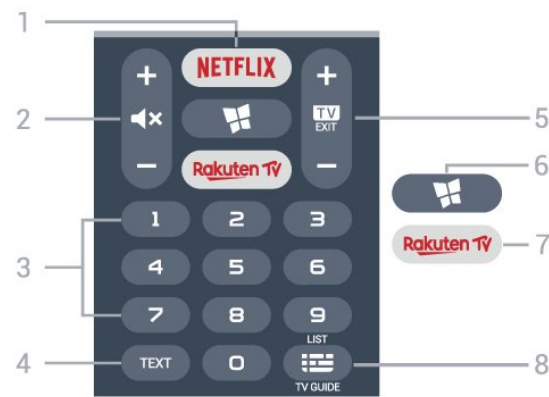 1
NETFLIX
+ +
2
TV
EXIT
5
6
- -
Rakuten TV
Rakuten TV
7
1 2 3
3
4 5 6
7 8 9
LIST
4
TEXT 0
8
TV GUIDE